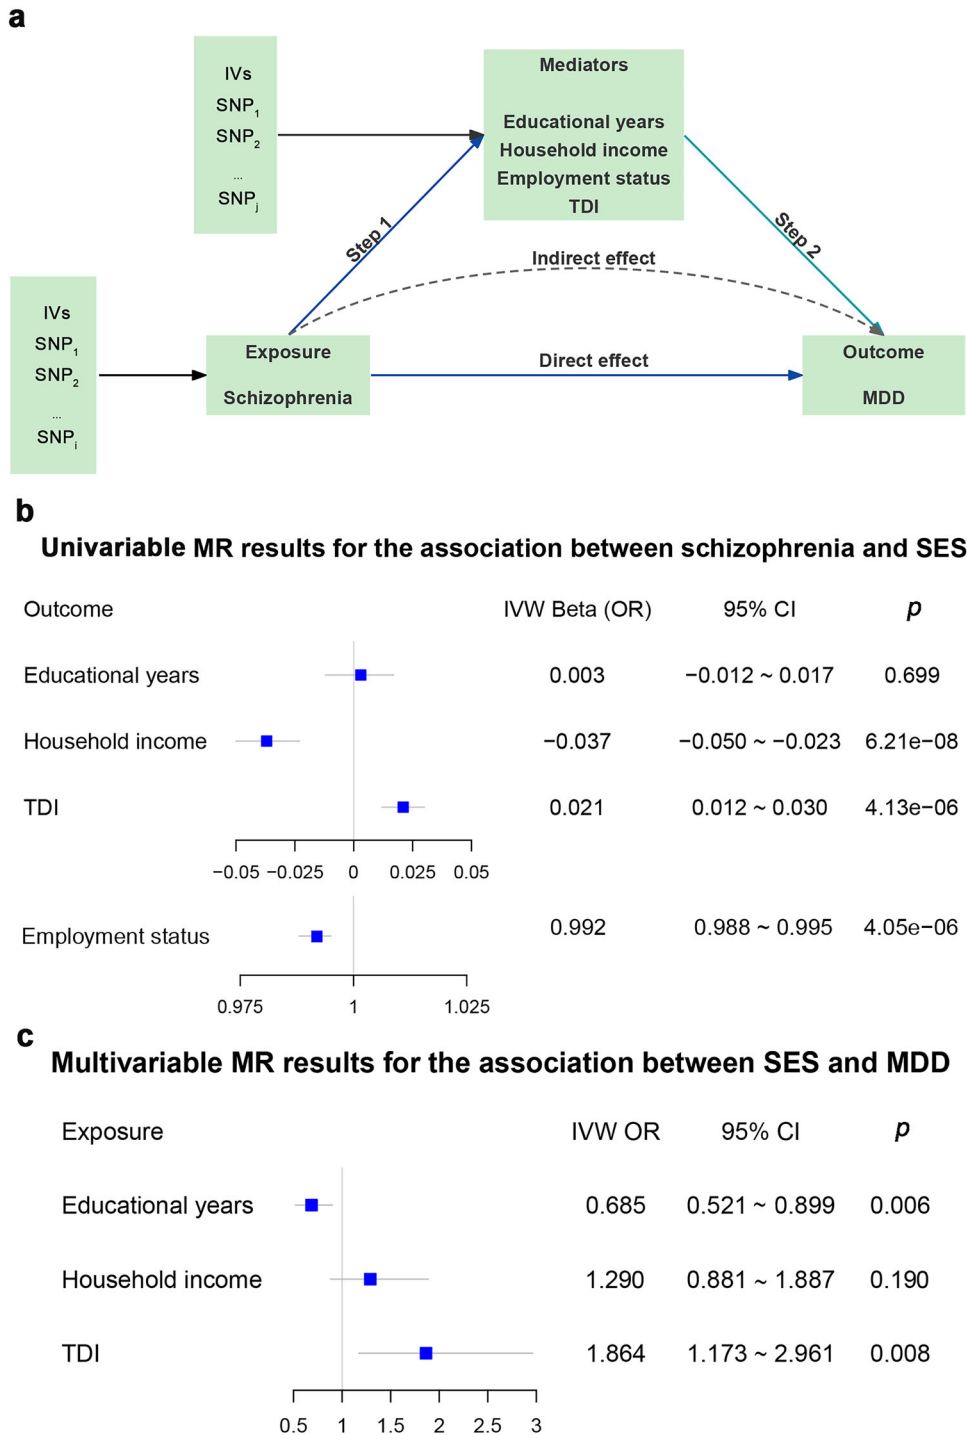 a
IVs
SNP1
SNP2
...
SNPj
Mediators
Educational years
Household income
Employment status
TDI
Step 1
Step 2
Indirect effect
IVs
SNP1
SNP2
...
SNPi
Exposure
Schizophrenia
Direct effect
Outcome
MDD
b
Univariable MR results for the association between schizophrenia and SES
Outcome IVW Beta (OR) 95% CI p
Educational years 0.003 −0.012 ~ 0.017 0.699
Household income −0.037 −0.050 ~ −0.023 6.21e−08
TDI 0.021 0.012 ~ 0.030 4.13e−06
−0.05 −0.025 0 0.025 0.05
Employment status 0.992 0.988 ~ 0.995 4.05e−06
0.975 1 1.025
c
Multivariable MR results for the association between SES and MDD
Exposure IVW OR 95% CI p
Educational years 0.685 0.521 ~ 0.899 0.006
Household income 1.290 0.881 ~ 1.887 0.190
TDI 1.864 1.173 ~ 2.961 0.008
0.5 1 1.5 2 2.5 3